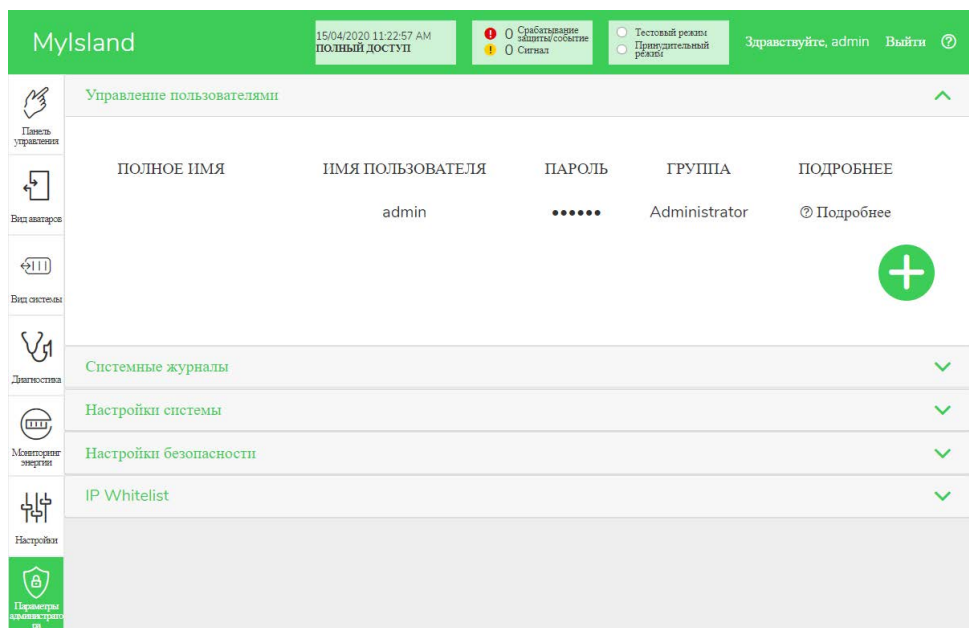 MyIsland
15/04/2020 11:22:57 AM
ПОЛНЫЙ ДОСТУП
0 Срабатывание
защиты/событие
0 Сигнал
Тестовый режим
Принудительный
режим
Здравствуйте, admin Выйти
Панель
управления
Вид аватаров
Вид системы
Диагностика
Мониторинг
энергии
Настройки
Параметры
администрато
ра
Управление пользователями
ПОЛНОЕ ИМЯ ИМЯ ПОЛЬЗОВАТЕЛЯ ПАРОЛЬ ГРУППА ПОДРОБНЕЕ
admin •••••• Administrator Подробнее
Системные журналы
Настройки системы
Настройки безопасности
IP Whitelist